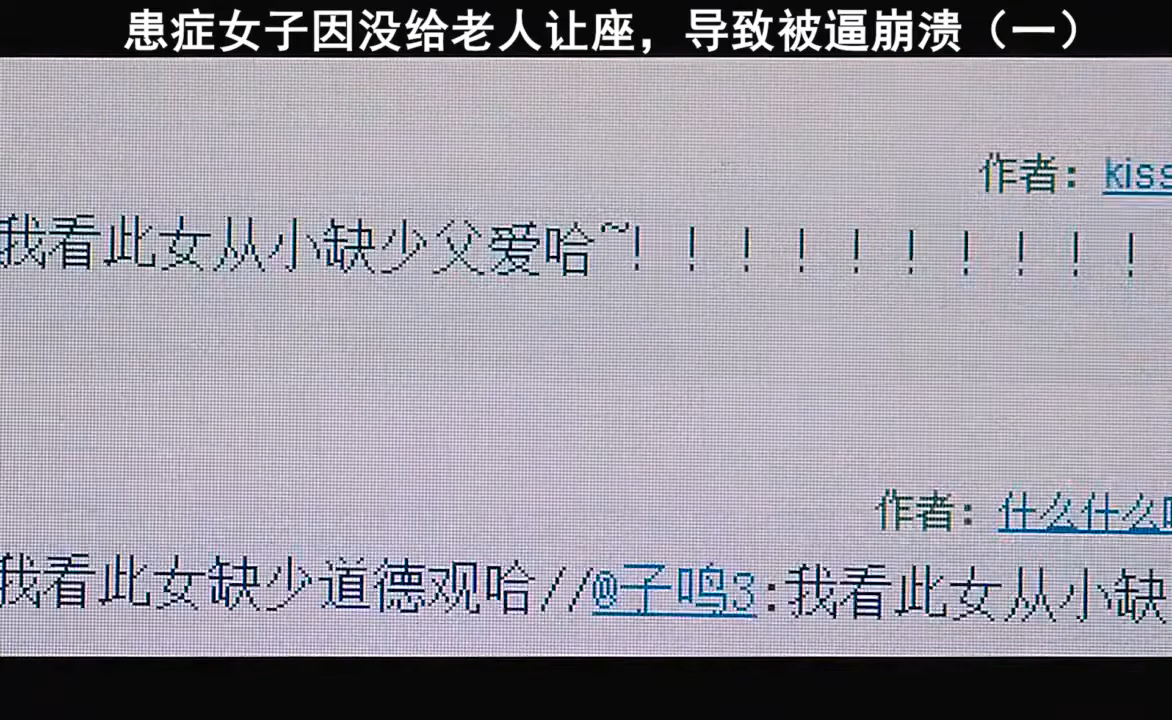 患症女子因没给老人让座，导致被逼崩溃（一）
作者：kiss
我看此女从小缺少父爱哈~！！！！！！！！！！
作者：什么什么
我看此女缺少道德观哈//@子鸣3:我看此女从小缺